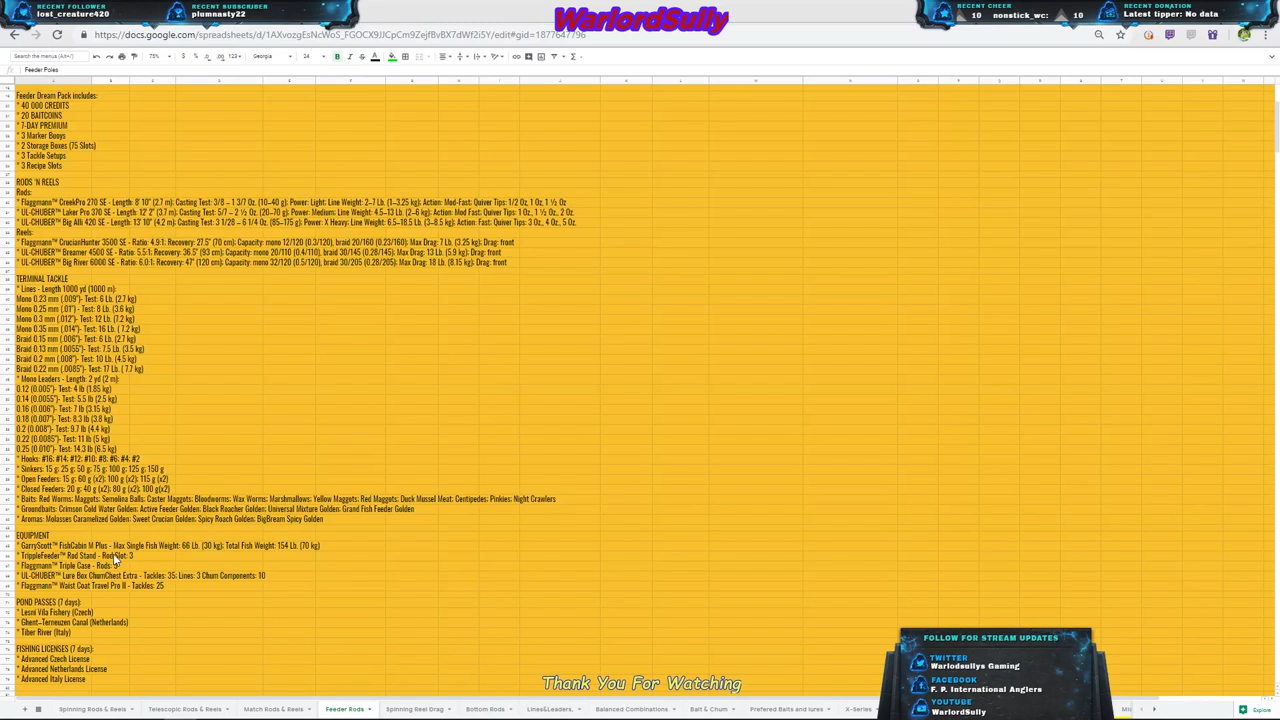 RECENT FOLLOWER
lost_creature420
RECENT SUBSCRIBER
plumnasty22
WarlordSully
RECENT CHEER
10 nonstick_wc: 10
RECENT TIP
Latest tipper: No data
Search the menus (Alt+/)
75%
$ % .0 .00 123
Georgia
24
Feeder Poles
Feeder Dream Pack includes:
* 40 000 CREDITS
* 20 BAITCOINS
* 7-DAY PREMIUM
* 3 Marker Buoys
* 2 Storage Boxes (75 Slots)
* 3 Tackle Setups
* 3 Recipe Slots
RODS 'N REELS
Rods:
* Flaggmann™ CreekPro 270 SE - Length: 8' 10" (2.7 m); Casting Test: 3/8 – 1 3/7 Oz. (10–40 g); Power: Light; Line Weight: 2–7 Lb. (1–3.25 kg); Action: Mod-Fast; Quiver Tips: 1/2 Oz, 1 Oz, 1 ½ Oz
* UL-CHUBER™ Laker Pro 370 SE - Length: 12' 2" (3.7 m); Casting Test: 5/7 – 2 ½ Oz. (20–70 g); Power: Medium; Line Weight: 4.5–13 Lb. (2–6 kg); Action: Mod Fast; Quiver Tips: 1 Oz., 1 ½ Oz., 2 Oz.
* UL-CHUBER™ Big Alli 420 SE - Length: 13' 10" (4.2 m); Casting Test: 3 1/28 – 6 1/4 Oz. (85–175 g); Power: X Heavy; Line Weight: 6.5–18.5 Lb. (3–8.5 kg); Action: Fast; Quiver Tips: 3 Oz., 4 Oz., 5 Oz.
Reels:
* Flaggmann™ CrucianHunter 3500 SE - Ratio: 4.9:1; Recovery: 27.5" (70 cm); Capacity: mono 12/120 (0.3/120), braid 20/160 (0.23/160); Max Drag: 7 Lb. (3.25 kg); Drag: front
* UL-CHUBER™ Breamer 4500 SE - Ratio: 5.5:1; Recovery: 36.5" (93 cm); Capacity: mono 20/110 (0.4/110), braid 30/145 (0.28/145); Max Drag: 13 Lb. (5.9 kg); Drag: front
* UL-CHUBER™ Big River 6000 SE - Ratio: 6.0:1; Recovery: 47" (120 cm); Capacity: mono 32/120 (0.5/120), braid 30/205 (0.28/205); Max Drag: 18 Lb. (8.15 kg); Drag: front
TERMINAL TACKLE
* Lines - Length 1000 yd (1000 m):
Mono 0.23 mm (.009")- Test: 6 Lb. (2.7 kg)
Mono 0.25 mm (.01") - Test: 8 Lb. (3.6 kg)
Mono 0.3 mm (.012")- Test: 12 Lb. (7.2 kg)
Mono 0.35 mm (.014")- Test: 16 Lb. ( 7.2 kg)
Braid 0.15 mm (.006")- Test: 6 Lb. (2.7 kg)
Braid 0.13 mm (.0055")- Test: 7.5 Lb. (3.5 kg)
Braid 0.2 mm (.008")- Test: 10 Lb. (4.5 kg)
Braid 0.22 mm (.0085")- Test: 17 Lb. ( 7.7 kg)
* Mono Leaders - Length: 2 yd (2 m):
0.12 (0.005")- Test: 4 lb (1.85 kg)
0.14 (0.0055")- Test: 5.5 lb (2.5 kg)
0.16 (0.006")- Test: 7 lb (3.15 kg)
0.18 (0.007")- Test: 8.3 lb (3.8 kg)
0.2 (0.008")- Test: 9.7 lb (4.4 kg)
0.22 (0.0085")- Test: 11 lb (5 kg)
0.25 (0.010")- Test: 14.3 lb (6.5 kg)
* Hooks: #16; #14; #12; #10; #8; #6; #4; #2
* Sinkers: 15 g; 25 g; 50 g; 75 g; 100 g; 125 g; 150 g
* Open Feeders: 15 g; 60 g (x2); 100 g (x2); 115 g (x2)
* Closed Feeders: 20 g; 40 g (x2); 80 g (x2); 100 g(x2)
* Baits: Red Worms; Maggots; Semolina Balls; Caster Maggots; Bloodworms; Wax Worms; Marshmallows; Yellow Maggots; Red Maggots; Duck Mussel Meat; Centipedes; Pinkies; Night Crawlers
* Groundbaits: Crimson Cold Water Golden; Active Feeder Golden; Black Roacher Golden; Universal Mixture Golden; Grand Fish Feeder Golden
* Aromas: Molasses Caramelized Golden; Sweet Crucian Golden; Spicy Roach Golden; BigBream Spicy Golden
EQUIPMENT
* GarryScott™ FishCabin M Plus - Max Single Fish Weight: 66 Lb. (30 kg); Total Fish Weight: 154 Lb. (70 kg)
* TrippleFeeder™ Rod Stand - Rod Slot: 3
* Flaggmann™ Triple Case - Rods:
* UL-CHUBER™ Lure Box ChumChest Extra - Tackles: 35; Lines: 3 Chum Components: 10
* Flaggmann™ Waist Coat Travel Pro II - Tackles: 25
POND PASSES (7 days):
* Lesni Vila Fishery (Czech)
* Ghent–Terneuzen Canal (Netherlands)
* Tiber River (Italy)
FISHING LICENSES (7 days):
* Advanced Czech License
* Advanced Netherlands License
* Advanced Italy License
FOLLOW FOR STREAM UPDATES
TWITTER
Warlodsullys Gaming
FACEBOOK
F. P. International Anglers
YOUTUBE
WarlordSully
Thank You For Watching
Spinning Rods & Reels
Telescopic Rods & Reels
Match Rods & Reels
Feeder Rods
Spinning Reel Drag
Bottom Rods
Lines&Leaders,
Balanced Combinations
Bait & Chum
Prefered Baits and lures
X-Series
Explore